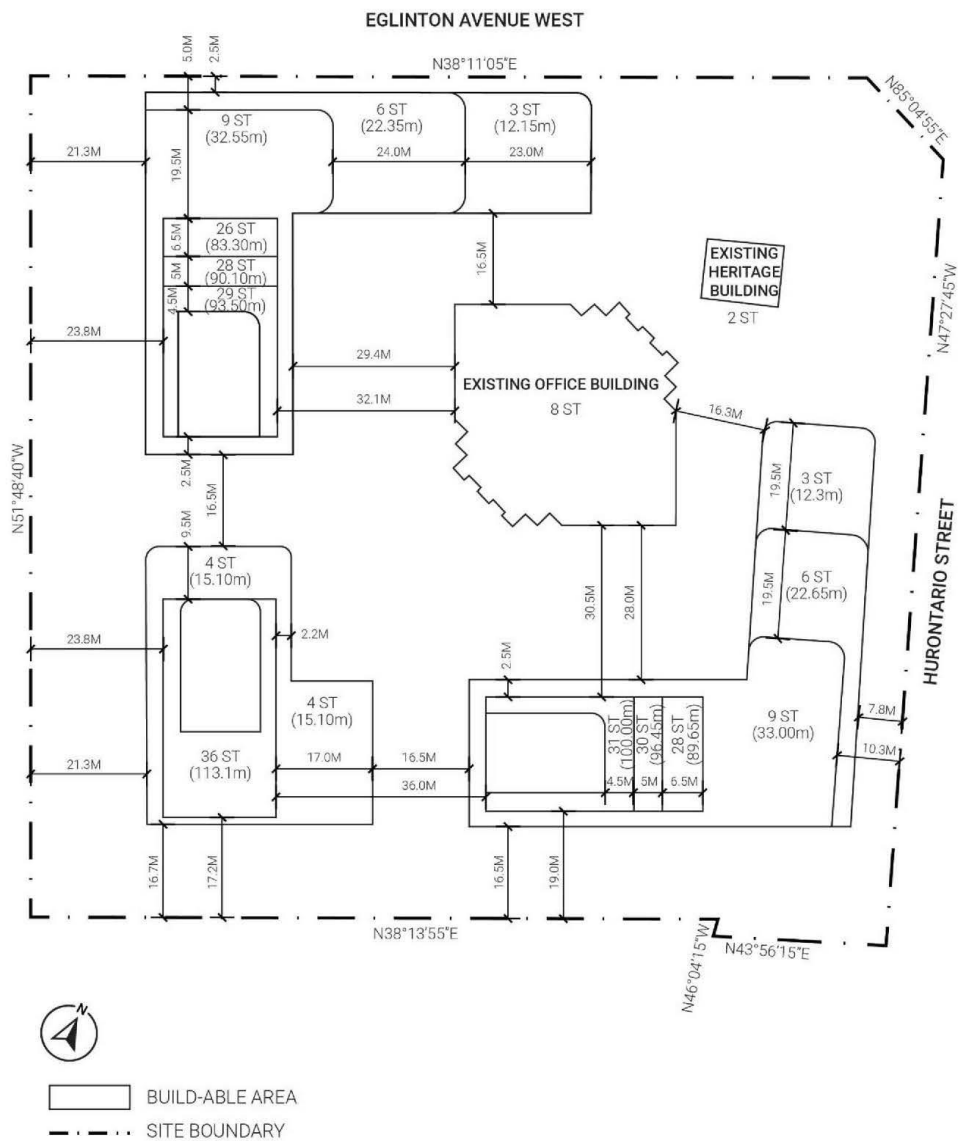 EGLINTON AVENUE WEST
5.0M
2.5M
N38°11'05"E
N85°04'55"E
9 ST
(32.55m)
6 ST
(22.35m)
3 ST
(12.15m)
21.3M
24.0M
23.0M
19.5M
26 ST
(83.30m)
6.5M
28 ST
(90.10m)
5M
29 ST
(93.50m)
4.5M
16.5M
EXISTING
HERITAGE
BUILDING
2 ST
N47°27'45"W
23.8M
29.4M
32.1M
EXISTING OFFICE BUILDING
8 ST
16.3M
2.5M
16.5M
N51°48'40"W
19.5M
3 ST
(12.3m)
9.5M
4 ST
(15.10m)
30.5M
28.0M
19.5M
6 ST
(22.65m)
HURONTARIO STREET
23.8M
2.2M
2.5M
4 ST
(15.10m)
31 ST
(100.00m)
30 ST
(96.45m)
28 ST
(89.65m)
9 ST
(33.00m)
7.8M
10.3M
36 ST
(113.1m)
21.3M
17.0M
16.5M
36.0M
4.5M
5M
6.5M
16.7M
17.2M
16.5M
19.0M
N38°13'55"E
N46°04'15"W
N43°56'15"E
N
BUILD-ABLE AREA
SITE BOUNDARY